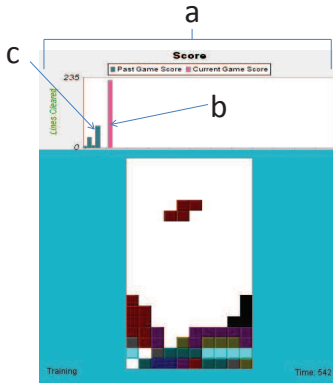 a
c
Score
Past Game Score Current Game Score
235
Lines Cleared
0
b
Training
Time: 542